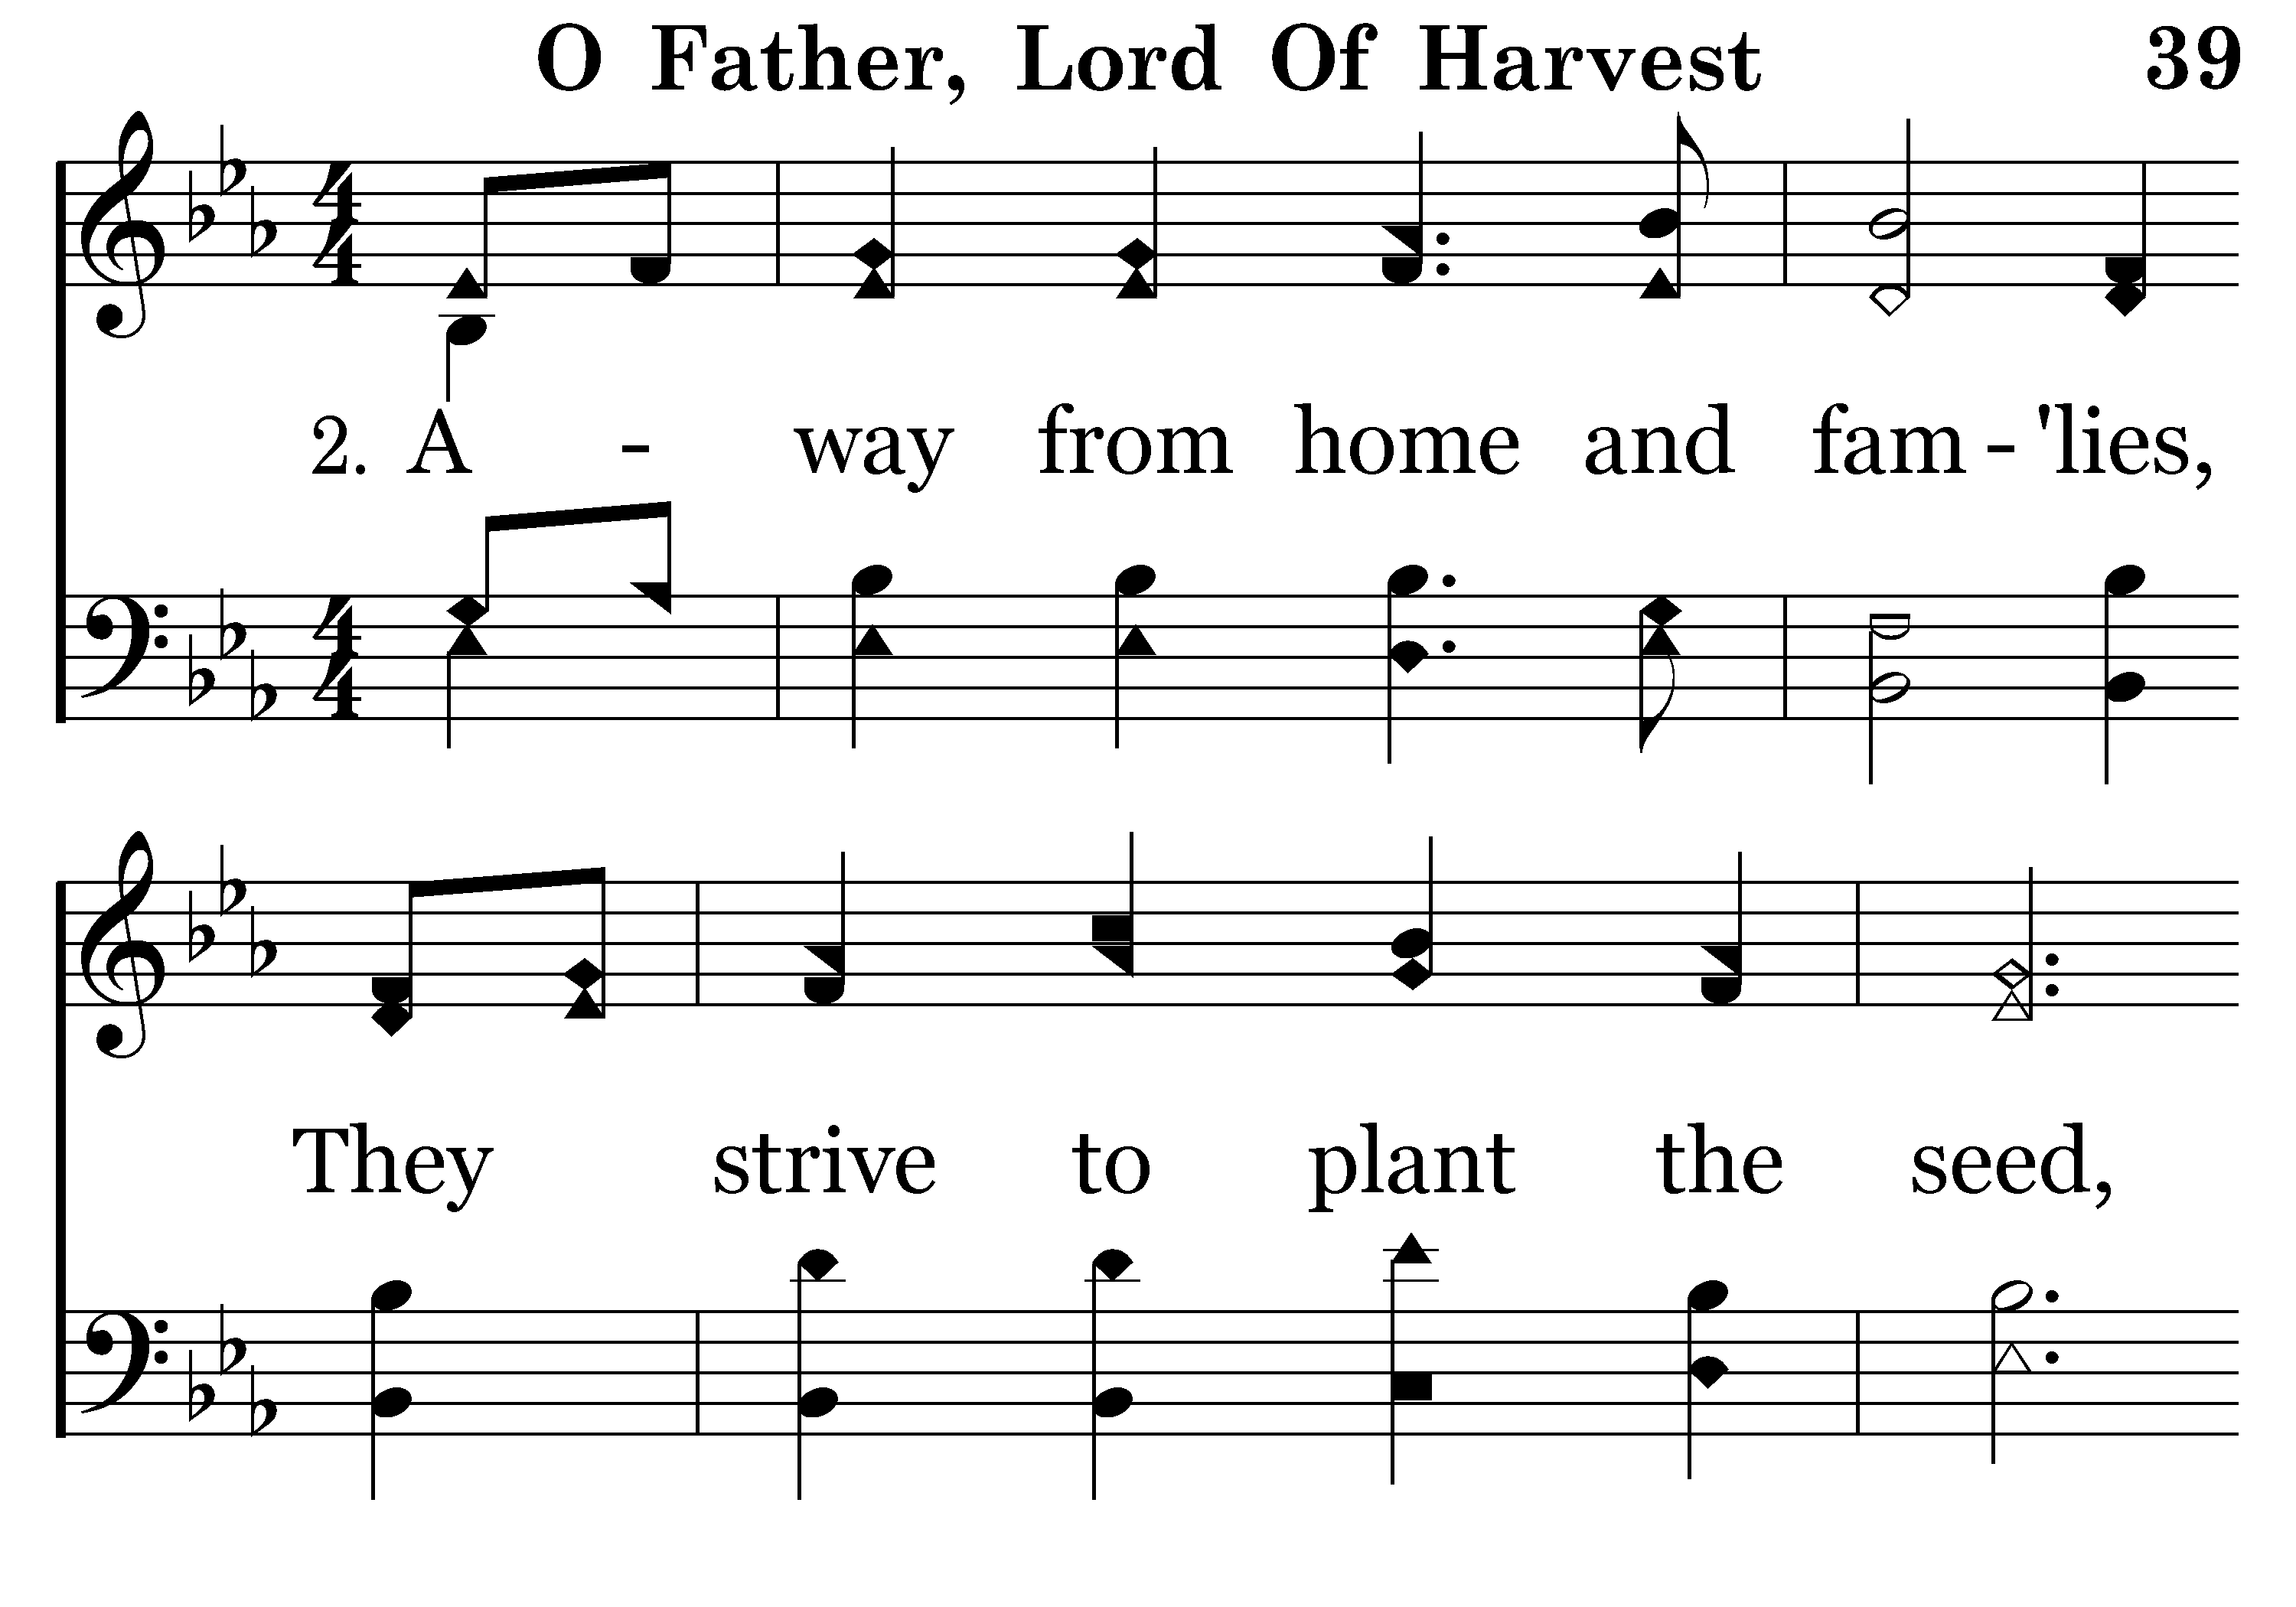 O Father, Lord Of Harvest 39
2. A - way from home and fam - 'lies,
They strive to plant the seed,